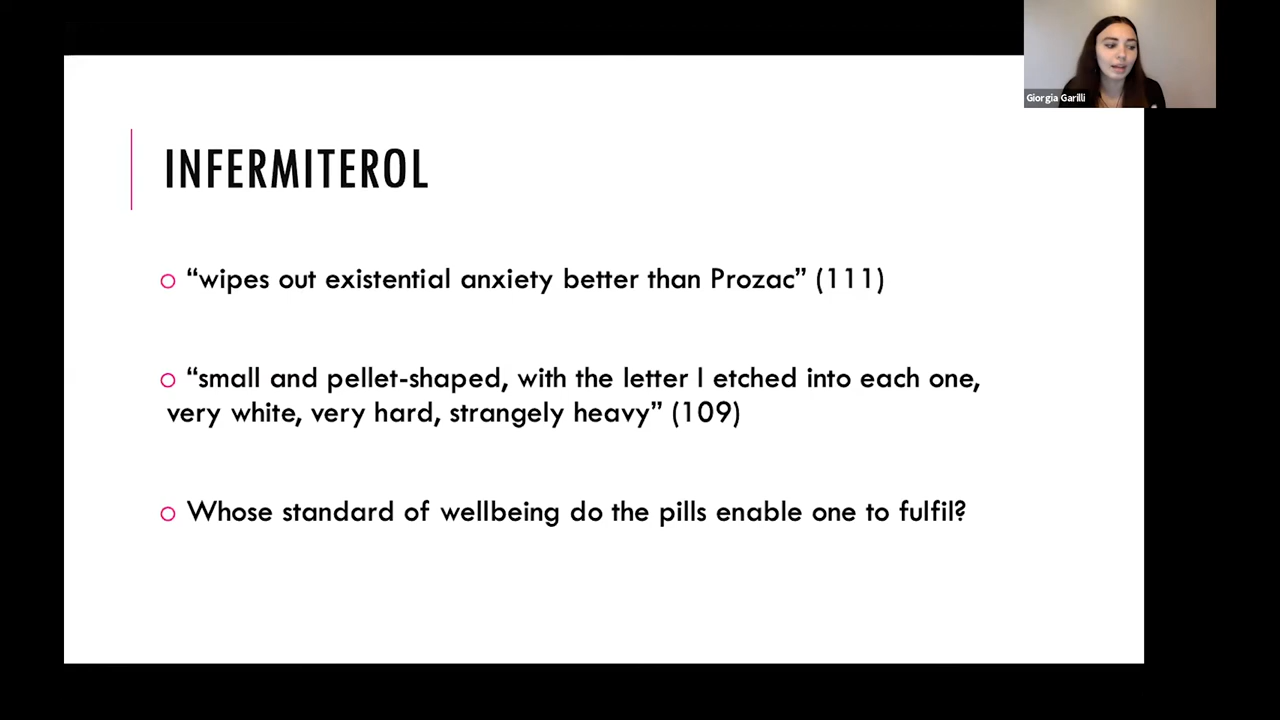 Giorgia Garilli
INFERMITEROL
“wipes out existential anxiety better than Prozac” (111)
“small and pellet-shaped, with the letter I etched into each one,
very white, very hard, strangely heavy” (109)
Whose standard of wellbeing do the pills enable one to fulfil?